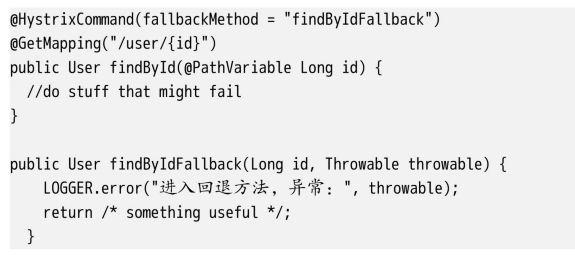 @HystrixCommand(fallbackMethod = "findByIdFallback")
@GetMapping("/user/{id}")
public User findById(@PathVariable Long id) {
  //do stuff that might fail
}

public User findByIdFallback(Long id, Throwable throwable) {
    LOGGER.error("进入回退方法, 异常: ", throwable);
    return /* something useful */;
  }